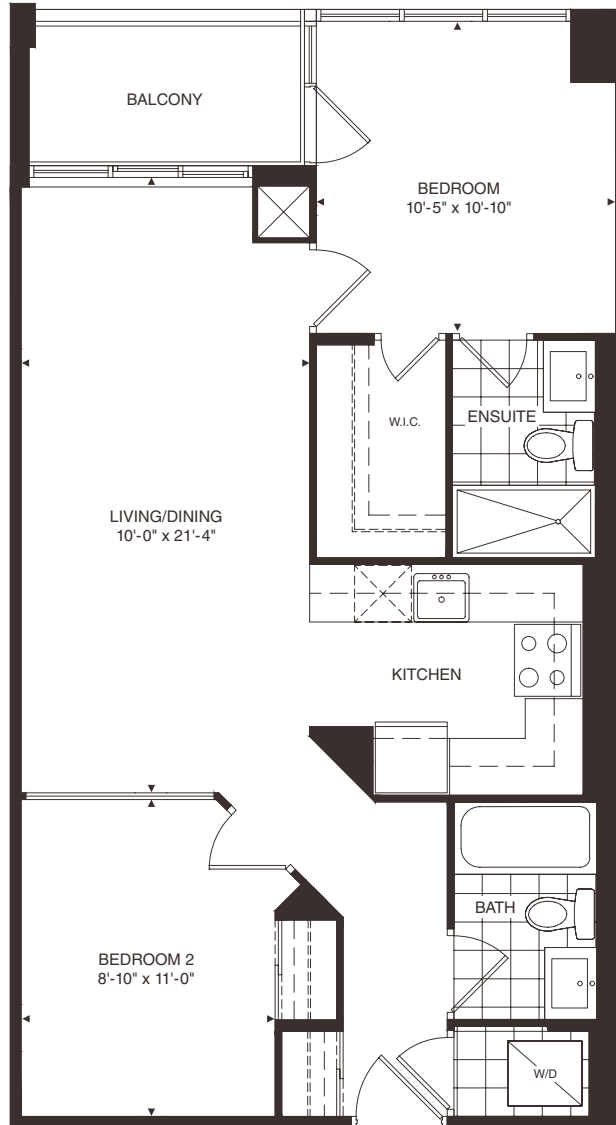 BALCONY
BEDROOM
10'-5" x 10'-10"
W.I.C.
ENSUITE
LIVING/DINING
10'-0" x 21'-4"
KITCHEN
BATH
BEDROOM 2
8'-10" x 11'-0"
W/D